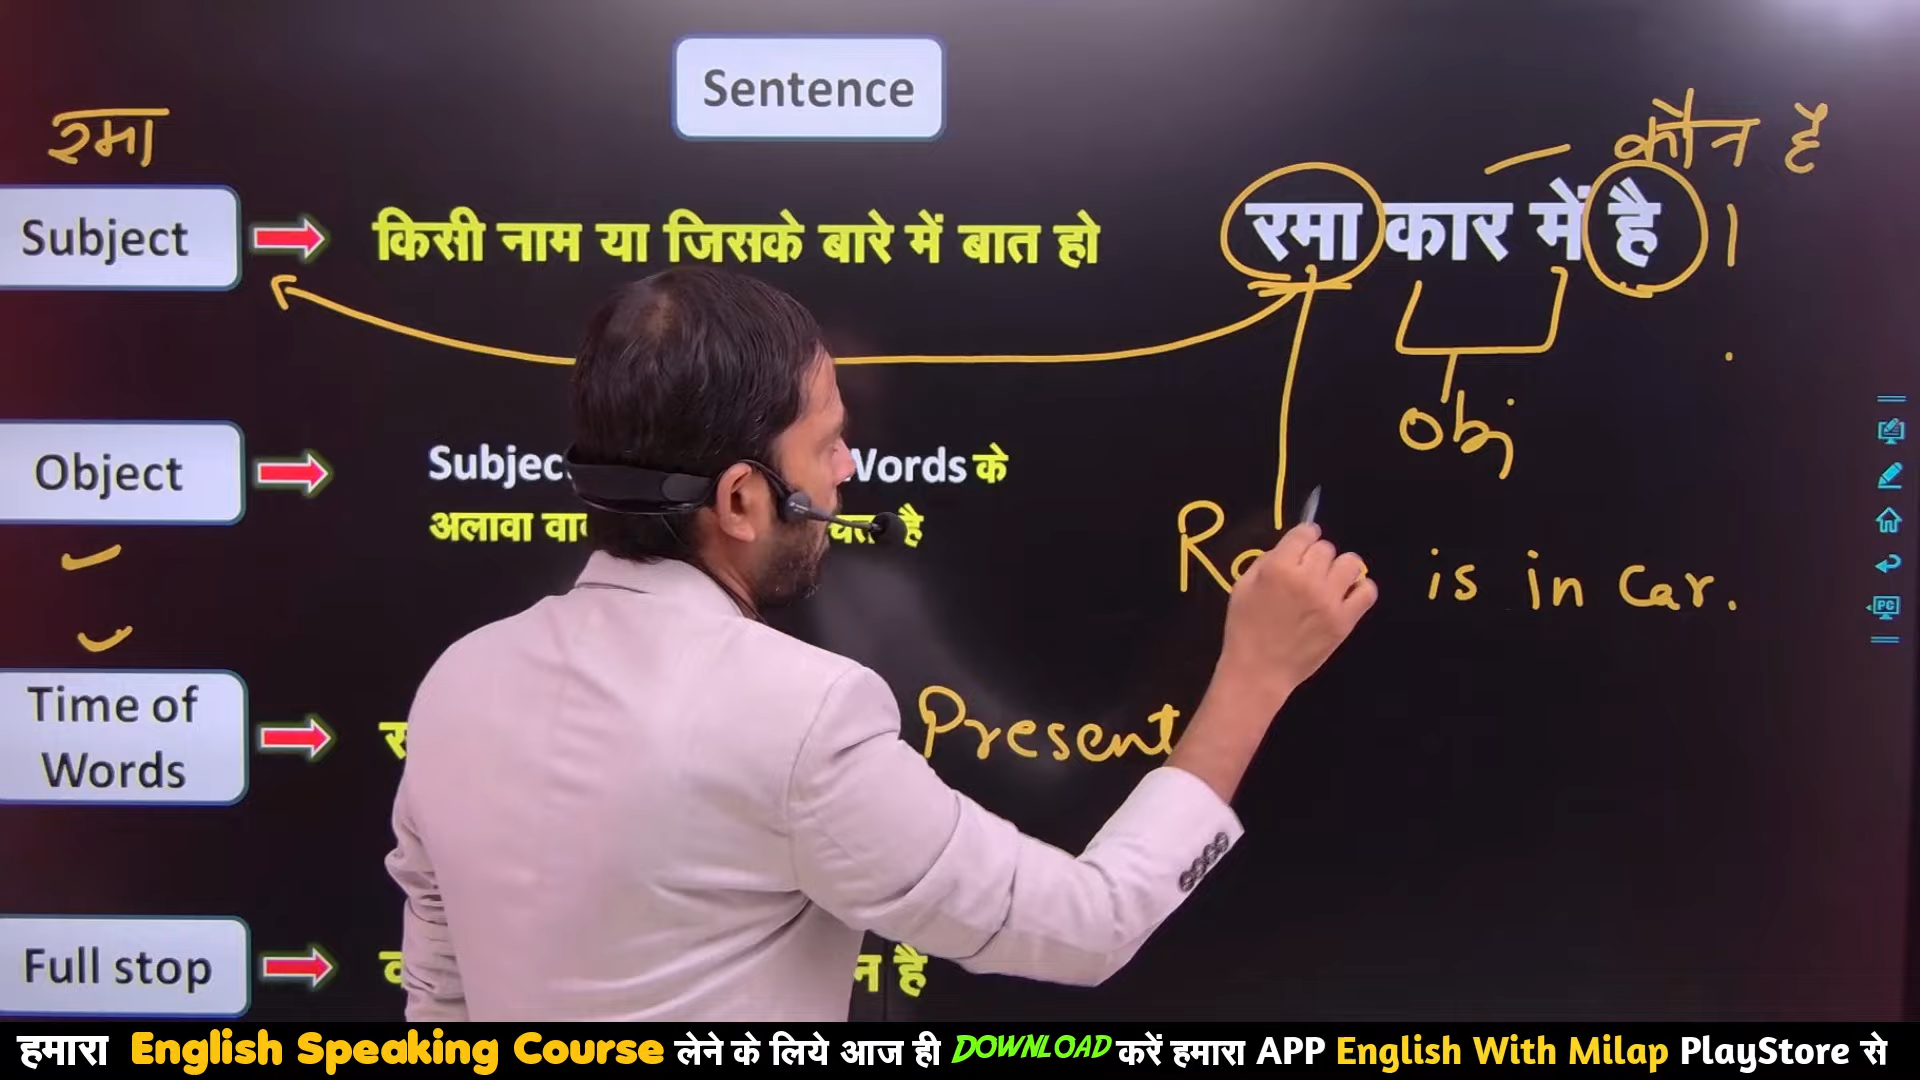 Sentence
रमा
कौन है
Subject
किसी नाम या जिसके बारे में बात हो
रमा कार में है ।
obj
Object
Words के
अलावा
है
is in Car.
Time of
Words
Present
Full stop
है
हमारा English Speaking Course लेने के लिये आज ही DOWNLOAD करें हमारा APP English With Milap PlayStore से